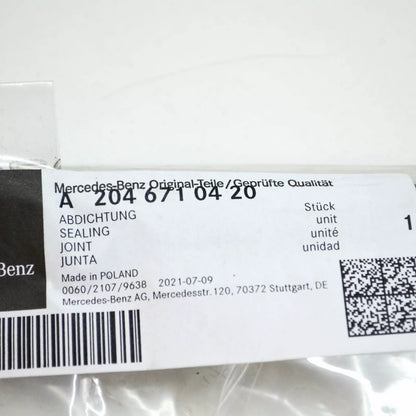 Mercedes-Benz Original-Teile/Geprüfte Qualität
A 204 671 04 20
ABDICHTUNG Stück
SEALING unit 1
JOINT unité
JUNTA unidad
Benz
Made in POLAND
0060/2107/9638 2021-07-09
Mercedes-Benz AG, Mercedesstr.120, 70372 Stuttgart, DE